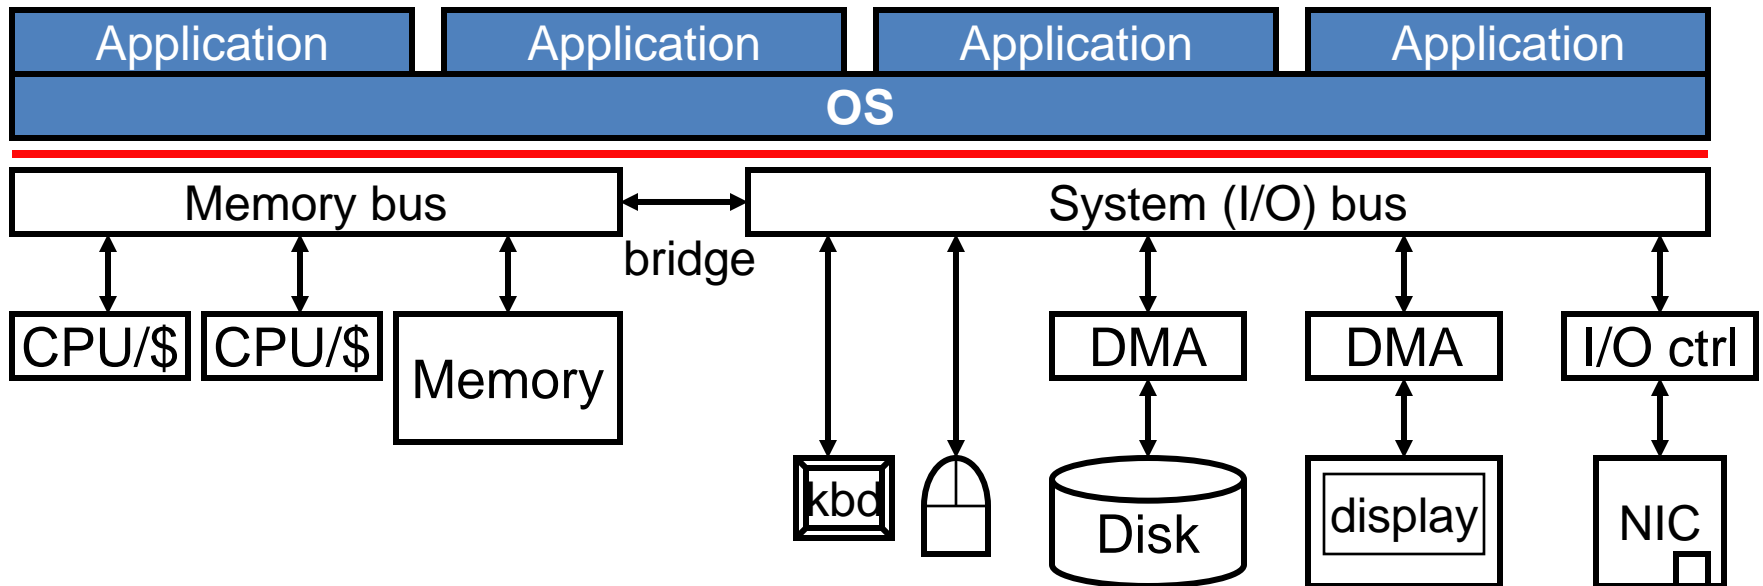 Application Application Application Application
OS
Memory bus System (I/O) bus
bridge
CPU/$ CPU/$ Memory DMA DMA I/O ctrl
kbd Disk display NIC